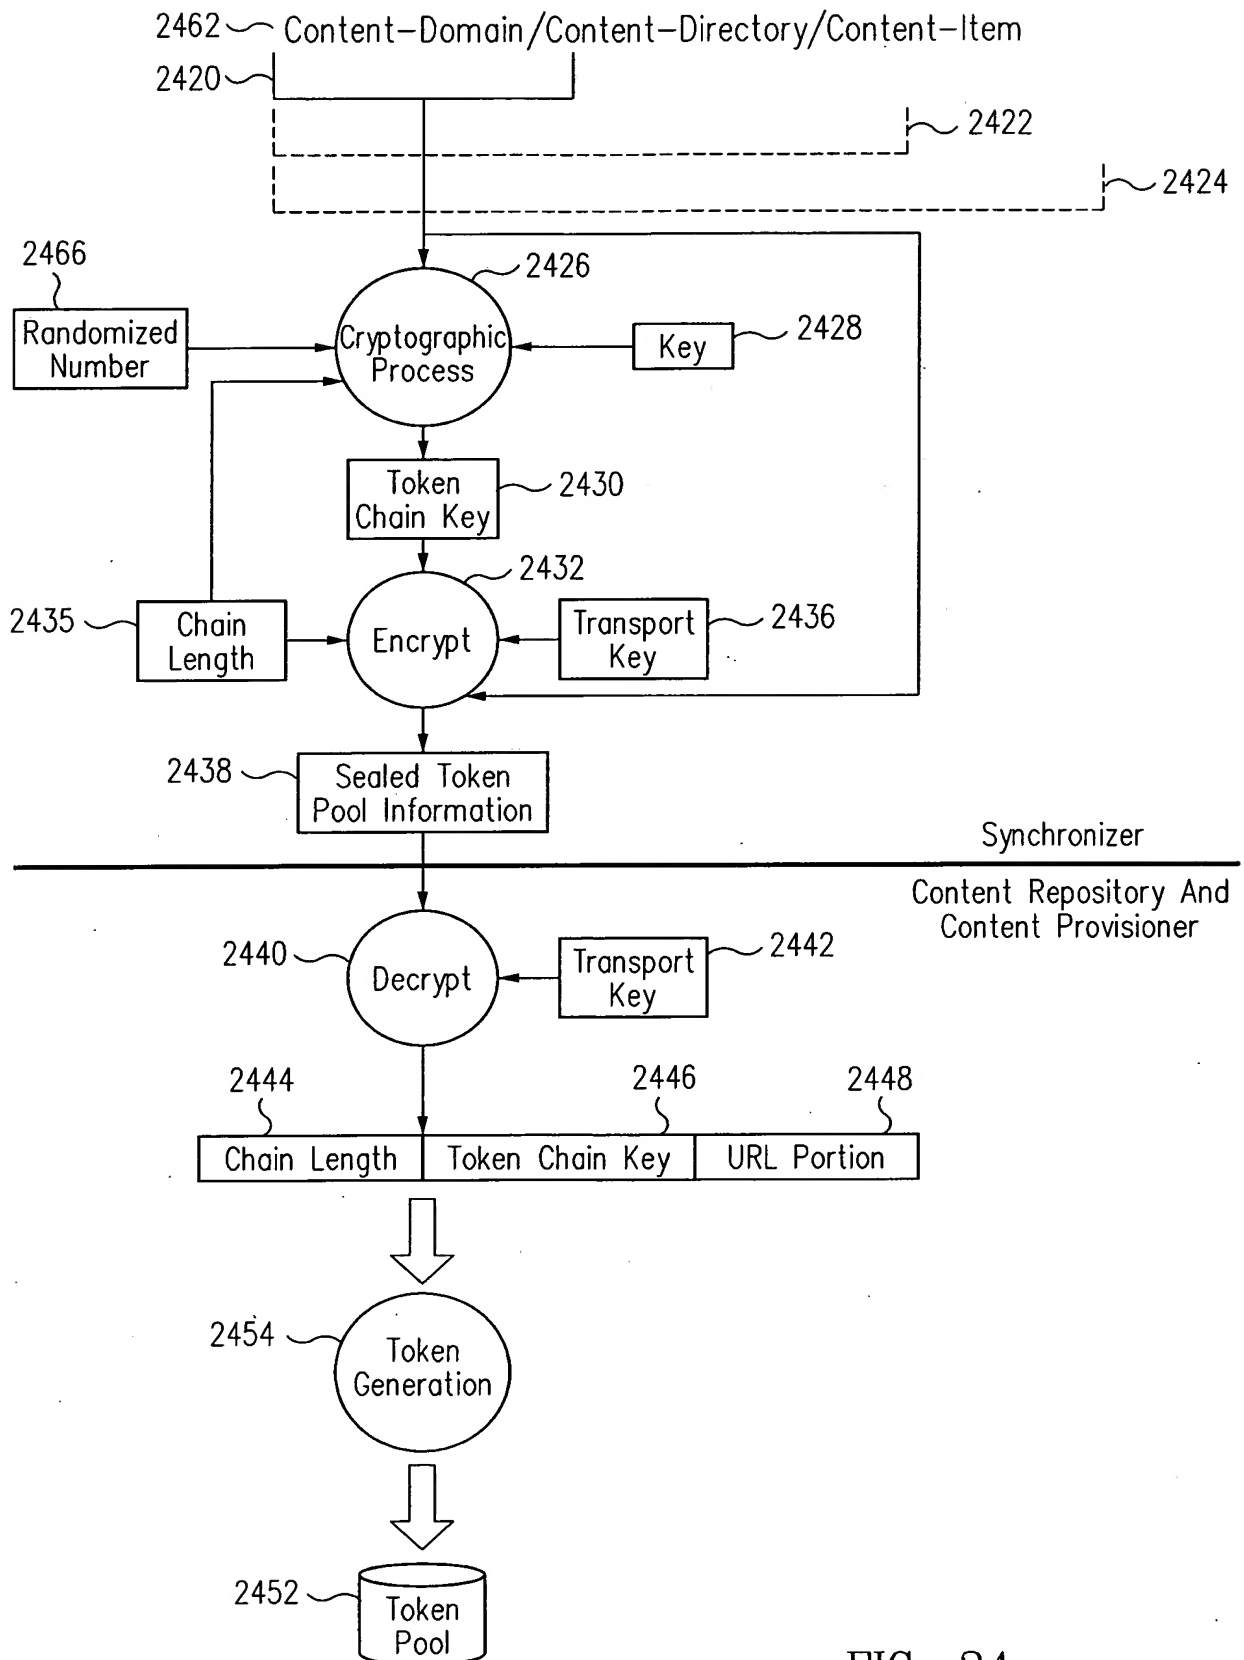 2462 Content-Domain/Content-Directory/Content-Item
2420
2422
2424
2466
2426
Randomized
Number
Cryptographic
Process
Key
2428
Token
Chain Key
2430
2432
2435
Chain
Length
Encrypt
Transport
Key
2436
2438
Sealed Token
Pool Information
Synchronizer
Content Repository And
Content Provisioner
2440
Decrypt
Transport
Key
2442
2444
2446
2448
Chain Length
Token Chain Key
URL Portion
2454
Token
Generation
2452
Token
Pool
FIG. 24